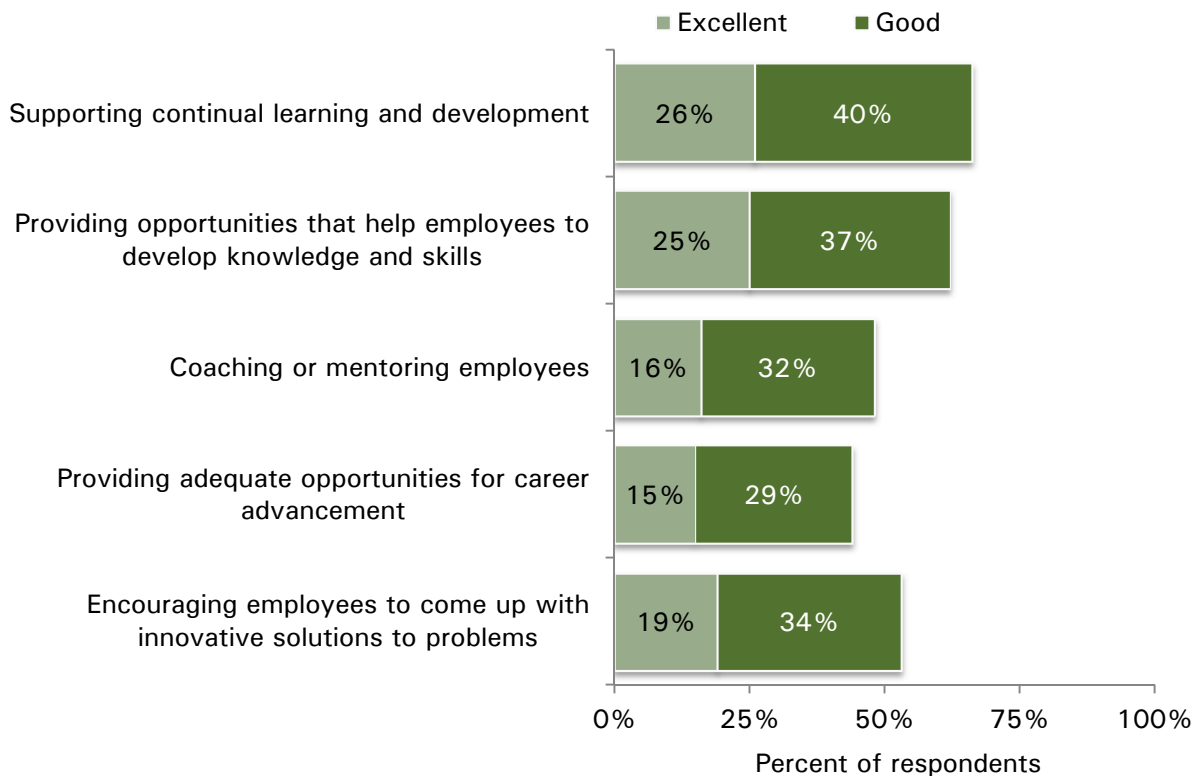 Excellent Good
Supporting continual learning and development 26% 40%
Providing opportunities that help employees to
develop knowledge and skills
25% 37%
Coaching or mentoring employees 16% 32%
Providing adequate opportunities for career
advancement
15% 29%
Encouraging employees to come up with
innovative solutions to problems
19% 34%
0% 25% 50% 75% 100%
Percent of respondents